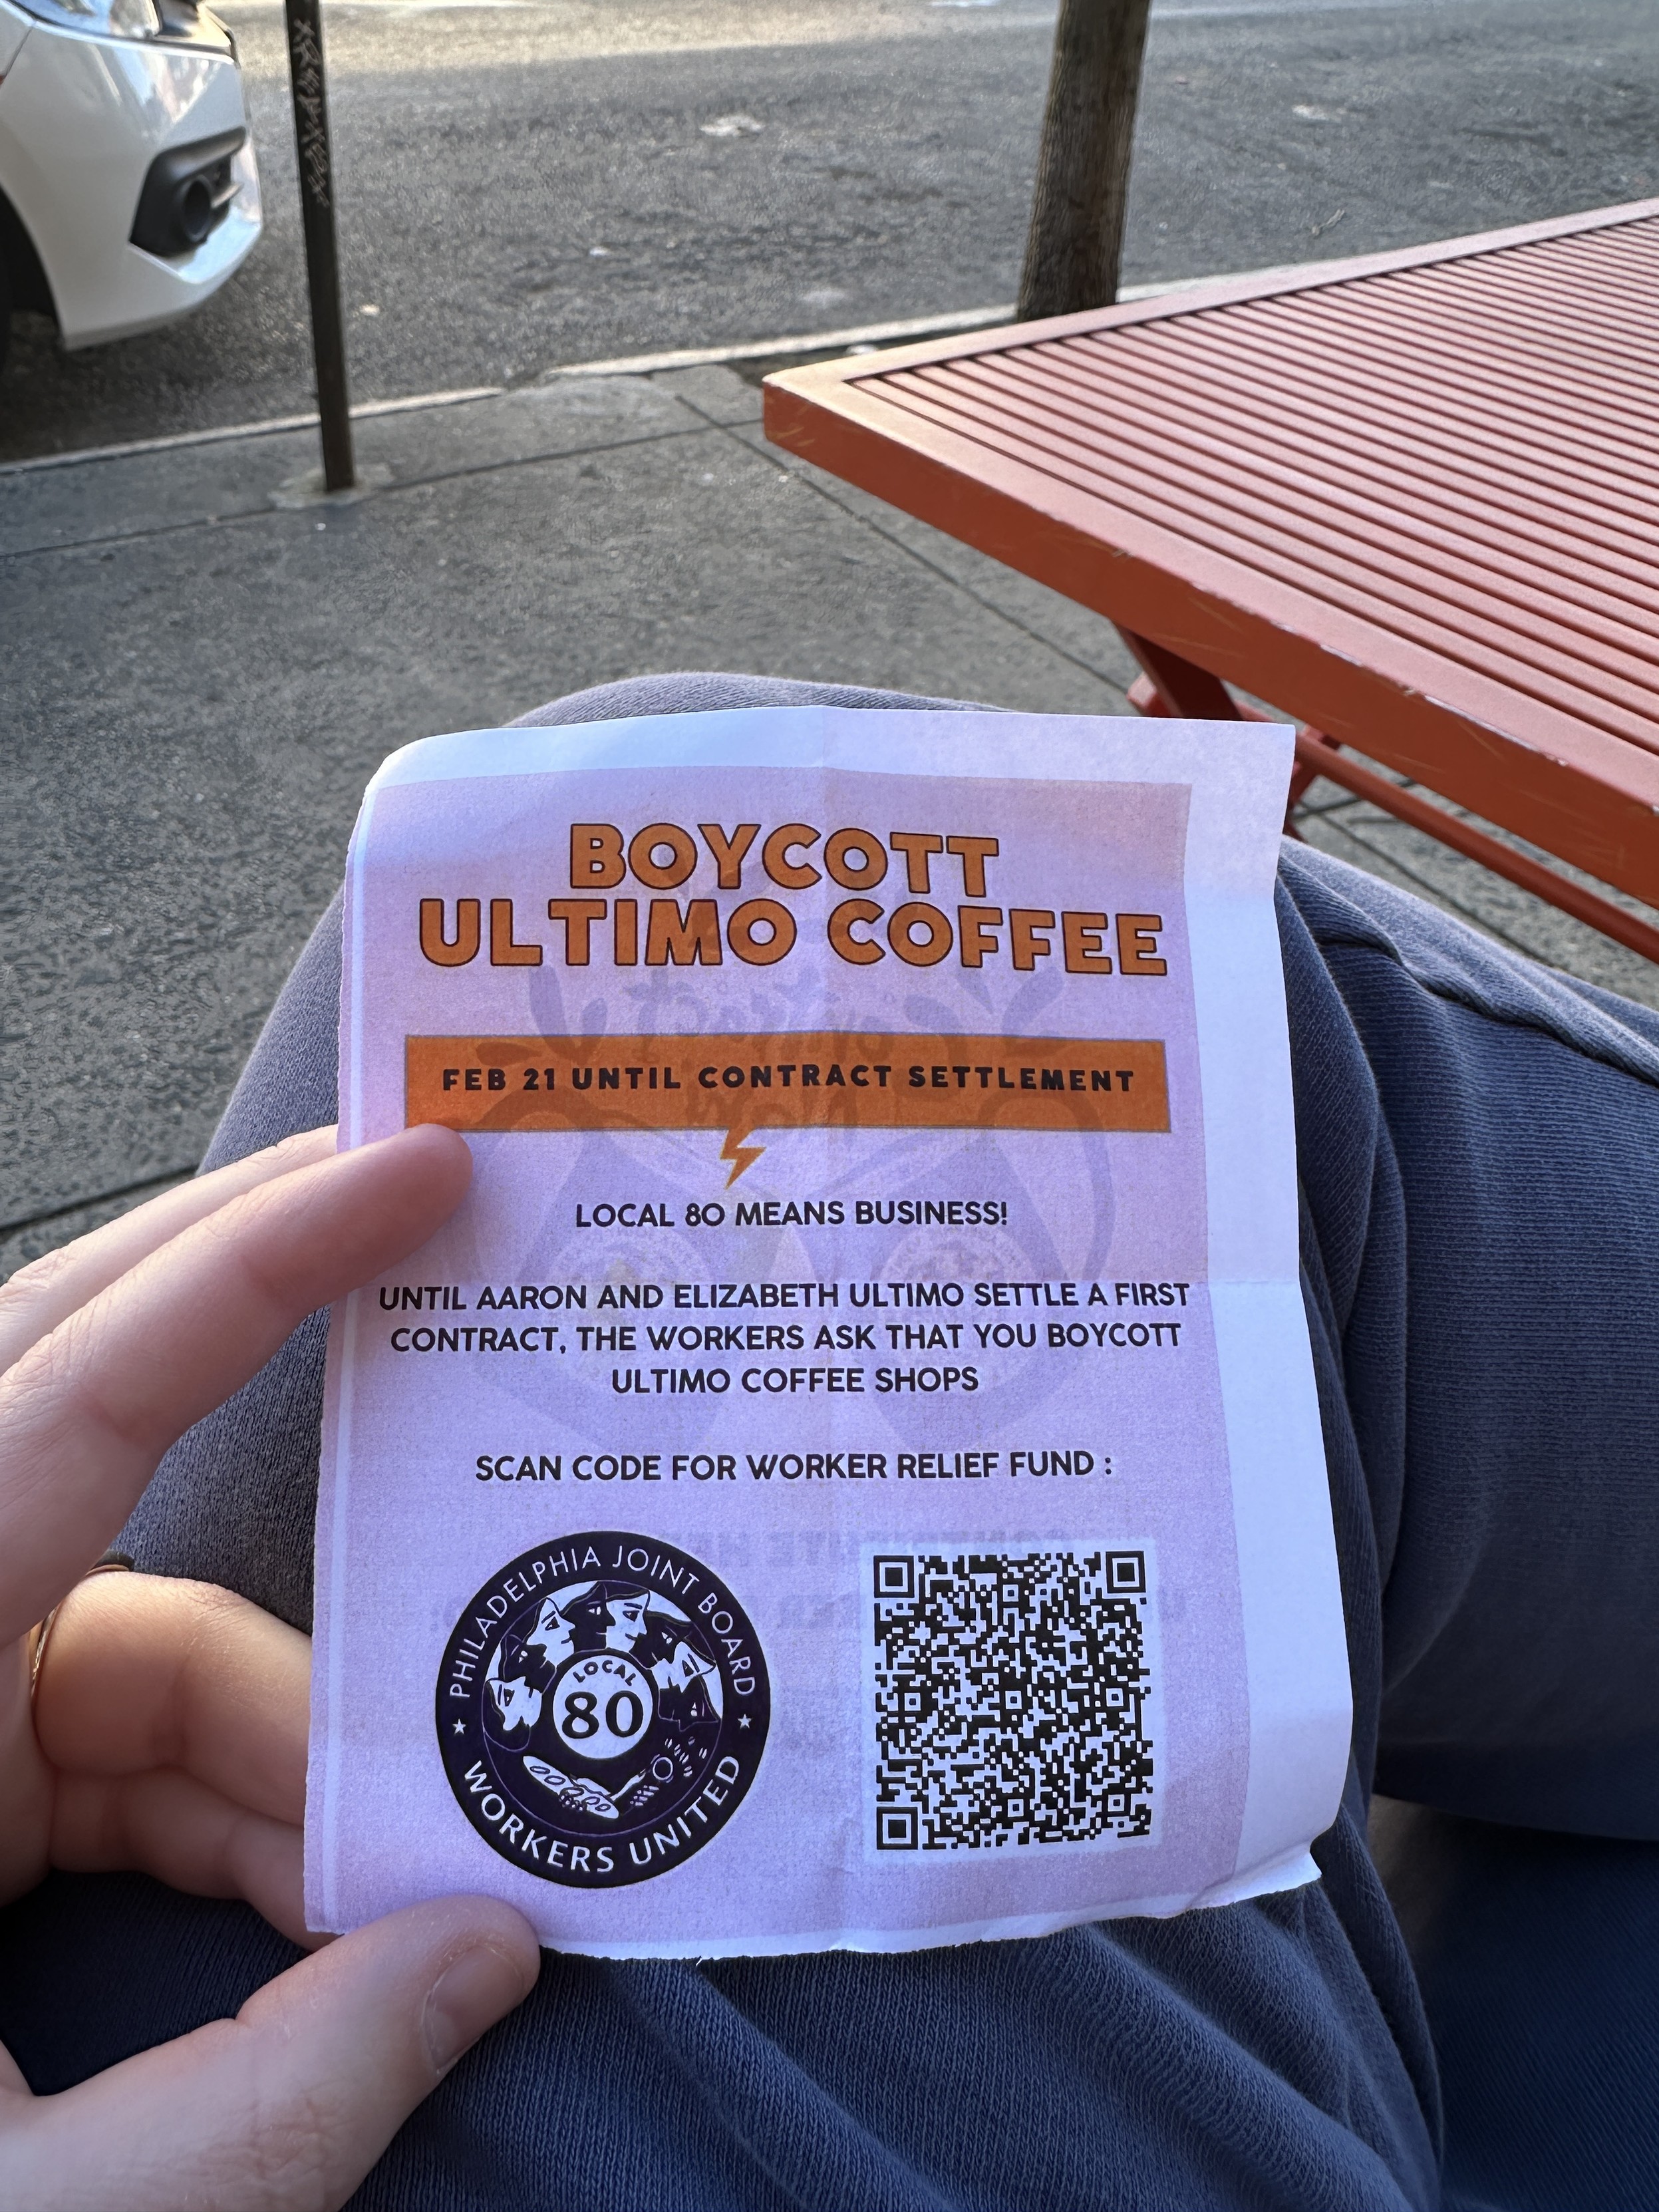 BOYCOTT
ULTIMO COFFEE
FEB 21 UNTIL CONTRACT SETTLEMENT
LOCAL 80 MEANS BUSINESS!
UNTIL AARON AND ELIZABETH ULTIMO SETTLE A FIRST
CONTRACT, THE WORKERS ASK THAT YOU BOYCOTT
ULTIMO COFFEE SHOPS
SCAN CODE FOR WORKER RELIEF FUND :
PHILADELPHIA JOINT BOARD
LOCAL
80
WORKERS UNITED